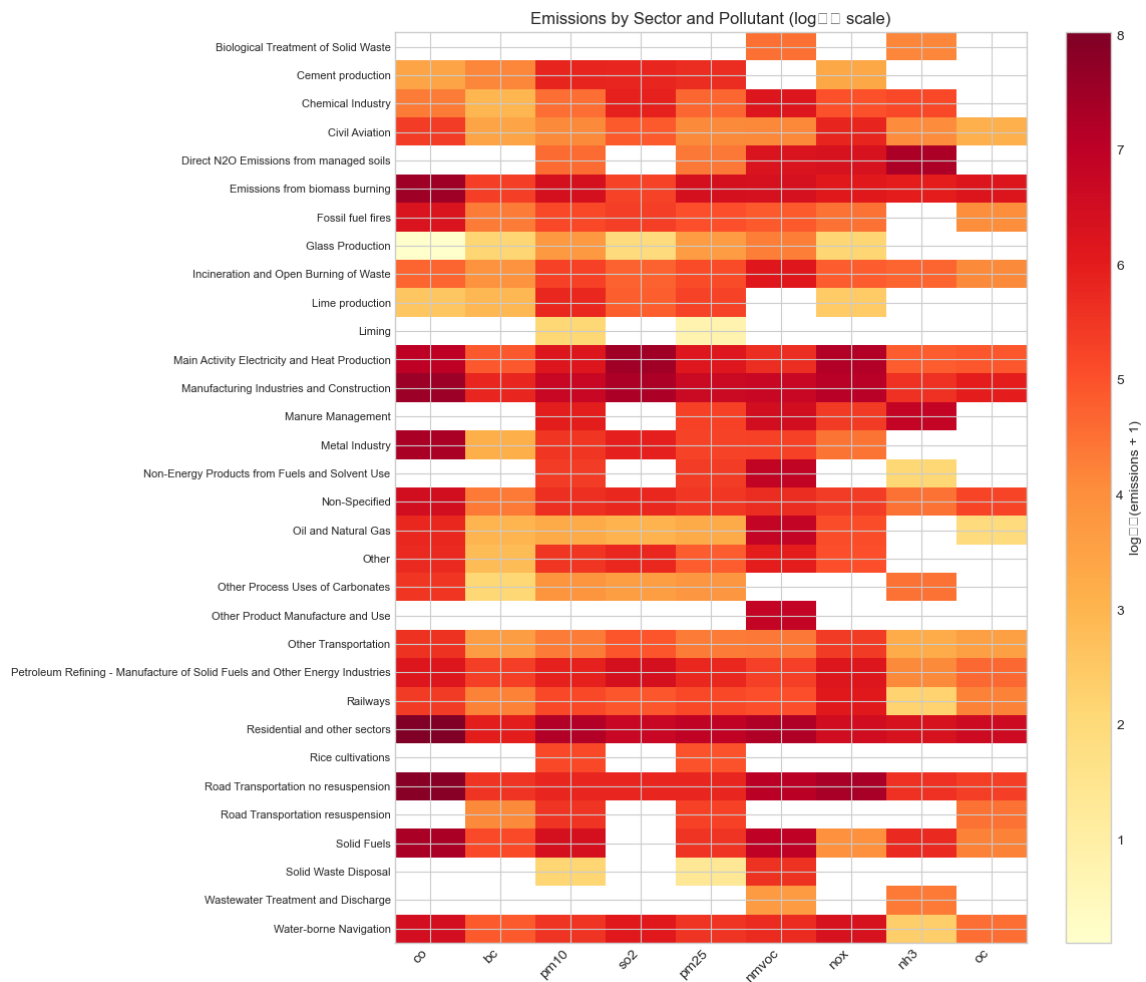 Emissions by Sector and Pollutant (log□□ scale)
Biological Treatment of Solid Waste
Cement production
Chemical Industry
Civil Aviation
Direct N2O Emissions from managed soils
Emissions from biomass burning
Fossil fuel fires
Glass Production
Incineration and Open Burning of Waste
Lime production
Liming
Main Activity Electricity and Heat Production
Manufacturing Industries and Construction
Manure Management
Metal Industry
Non-Energy Products from Fuels and Solvent Use
Non-Specified
Oil and Natural Gas
Other
Other Process Uses of Carbonates
Other Product Manufacture and Use
Other Transportation
Petroleum Refining - Manufacture of Solid Fuels and Other Energy Industries
Railways
Residential and other sectors
Rice cultivations
Road Transportation no resuspension
Road Transportation resuspension
Solid Fuels
Solid Waste Disposal
Wastewater Treatment and Discharge
Water-borne Navigation
co
bc
pm10
so2
pm25
nmvoc
nox
nh3
oc
8
7
6
5
4
3
2
1
log□□(emissions + 1)